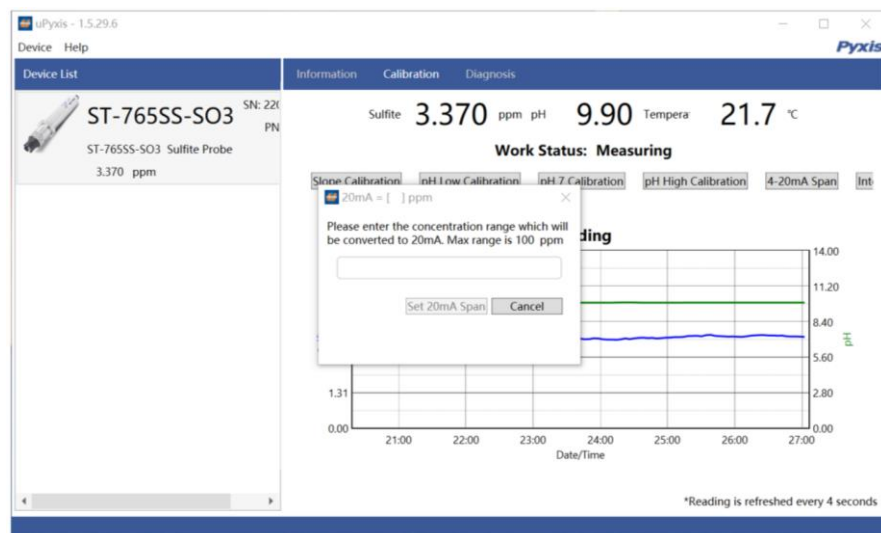 uPyxis - 1.5.29.6
Device Help
Pyxis
Device List
Information Calibration Diagnosis
ST-765SS-SO3
SN: 220
PN
ST-765SS-SO3 Sulfite Probe
3.370 ppm
Sulfite 3.370 ppm pH 9.90 Tempera 21.7 °C
Work Status: Measuring
Slope Calibration pH Low Calibration pH 7 Calibration pH High Calibration 4-20mA Span Int
20mA = [ ] ppm
Please enter the concentration range which will
be converted to 20mA. Max range is 100 ppm
Set 20mA Span Cancel
ding
14.00
11.20
8.40
5.60
2.80
0.00
pH
1.31
0.00
21:00 22:00 23:00 24:00 25:00 26:00 27:00
Date/Time
*Reading is refreshed every 4 seconds